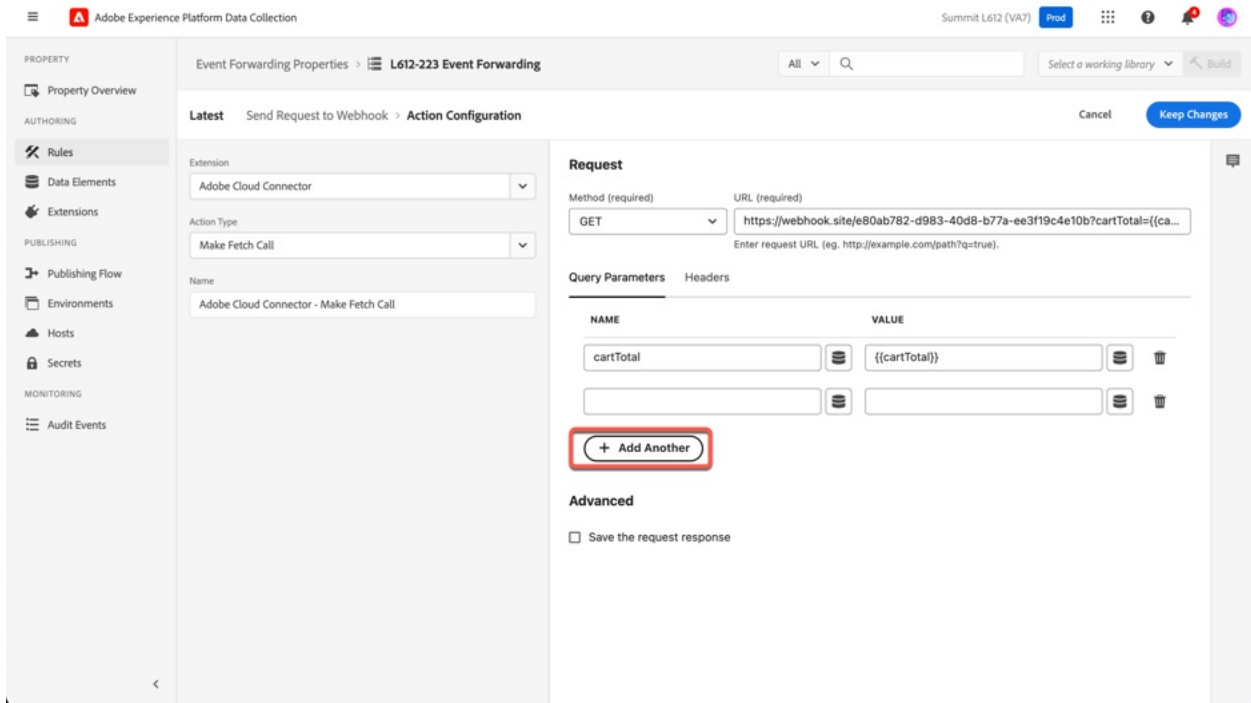 Adobe Experience Platform Data Collection
Summit L612 (VA7)
Prod
4
PROPERTY
Property Overview
AUTHORING
Rules
Data Elements
Extensions
PUBLISHING
Publishing Flow
Environments
Hosts
Secrets
MONITORING
Audit Events
Event Forwarding Properties > L612-223 Event Forwarding
All
Select a working library
Build
Latest Send Request to Webhook > Action Configuration
Cancel
Keep Changes
Extension
Adobe Cloud Connector
Action Type
Make Fetch Call
Name
Adobe Cloud Connector - Make Fetch Call
Request
Method (required) URL (required)
GET https://webhook.site/e80ab782-d983-40d8-b77a-ee3f19c4e10b?cartTotal={{ca...
Enter request URL (eg. http://example.com/path?q=true).
Query Parameters Headers
NAME VALUE
cartTotal {{cartTotal}}
+ Add Another
Advanced
Save the request response